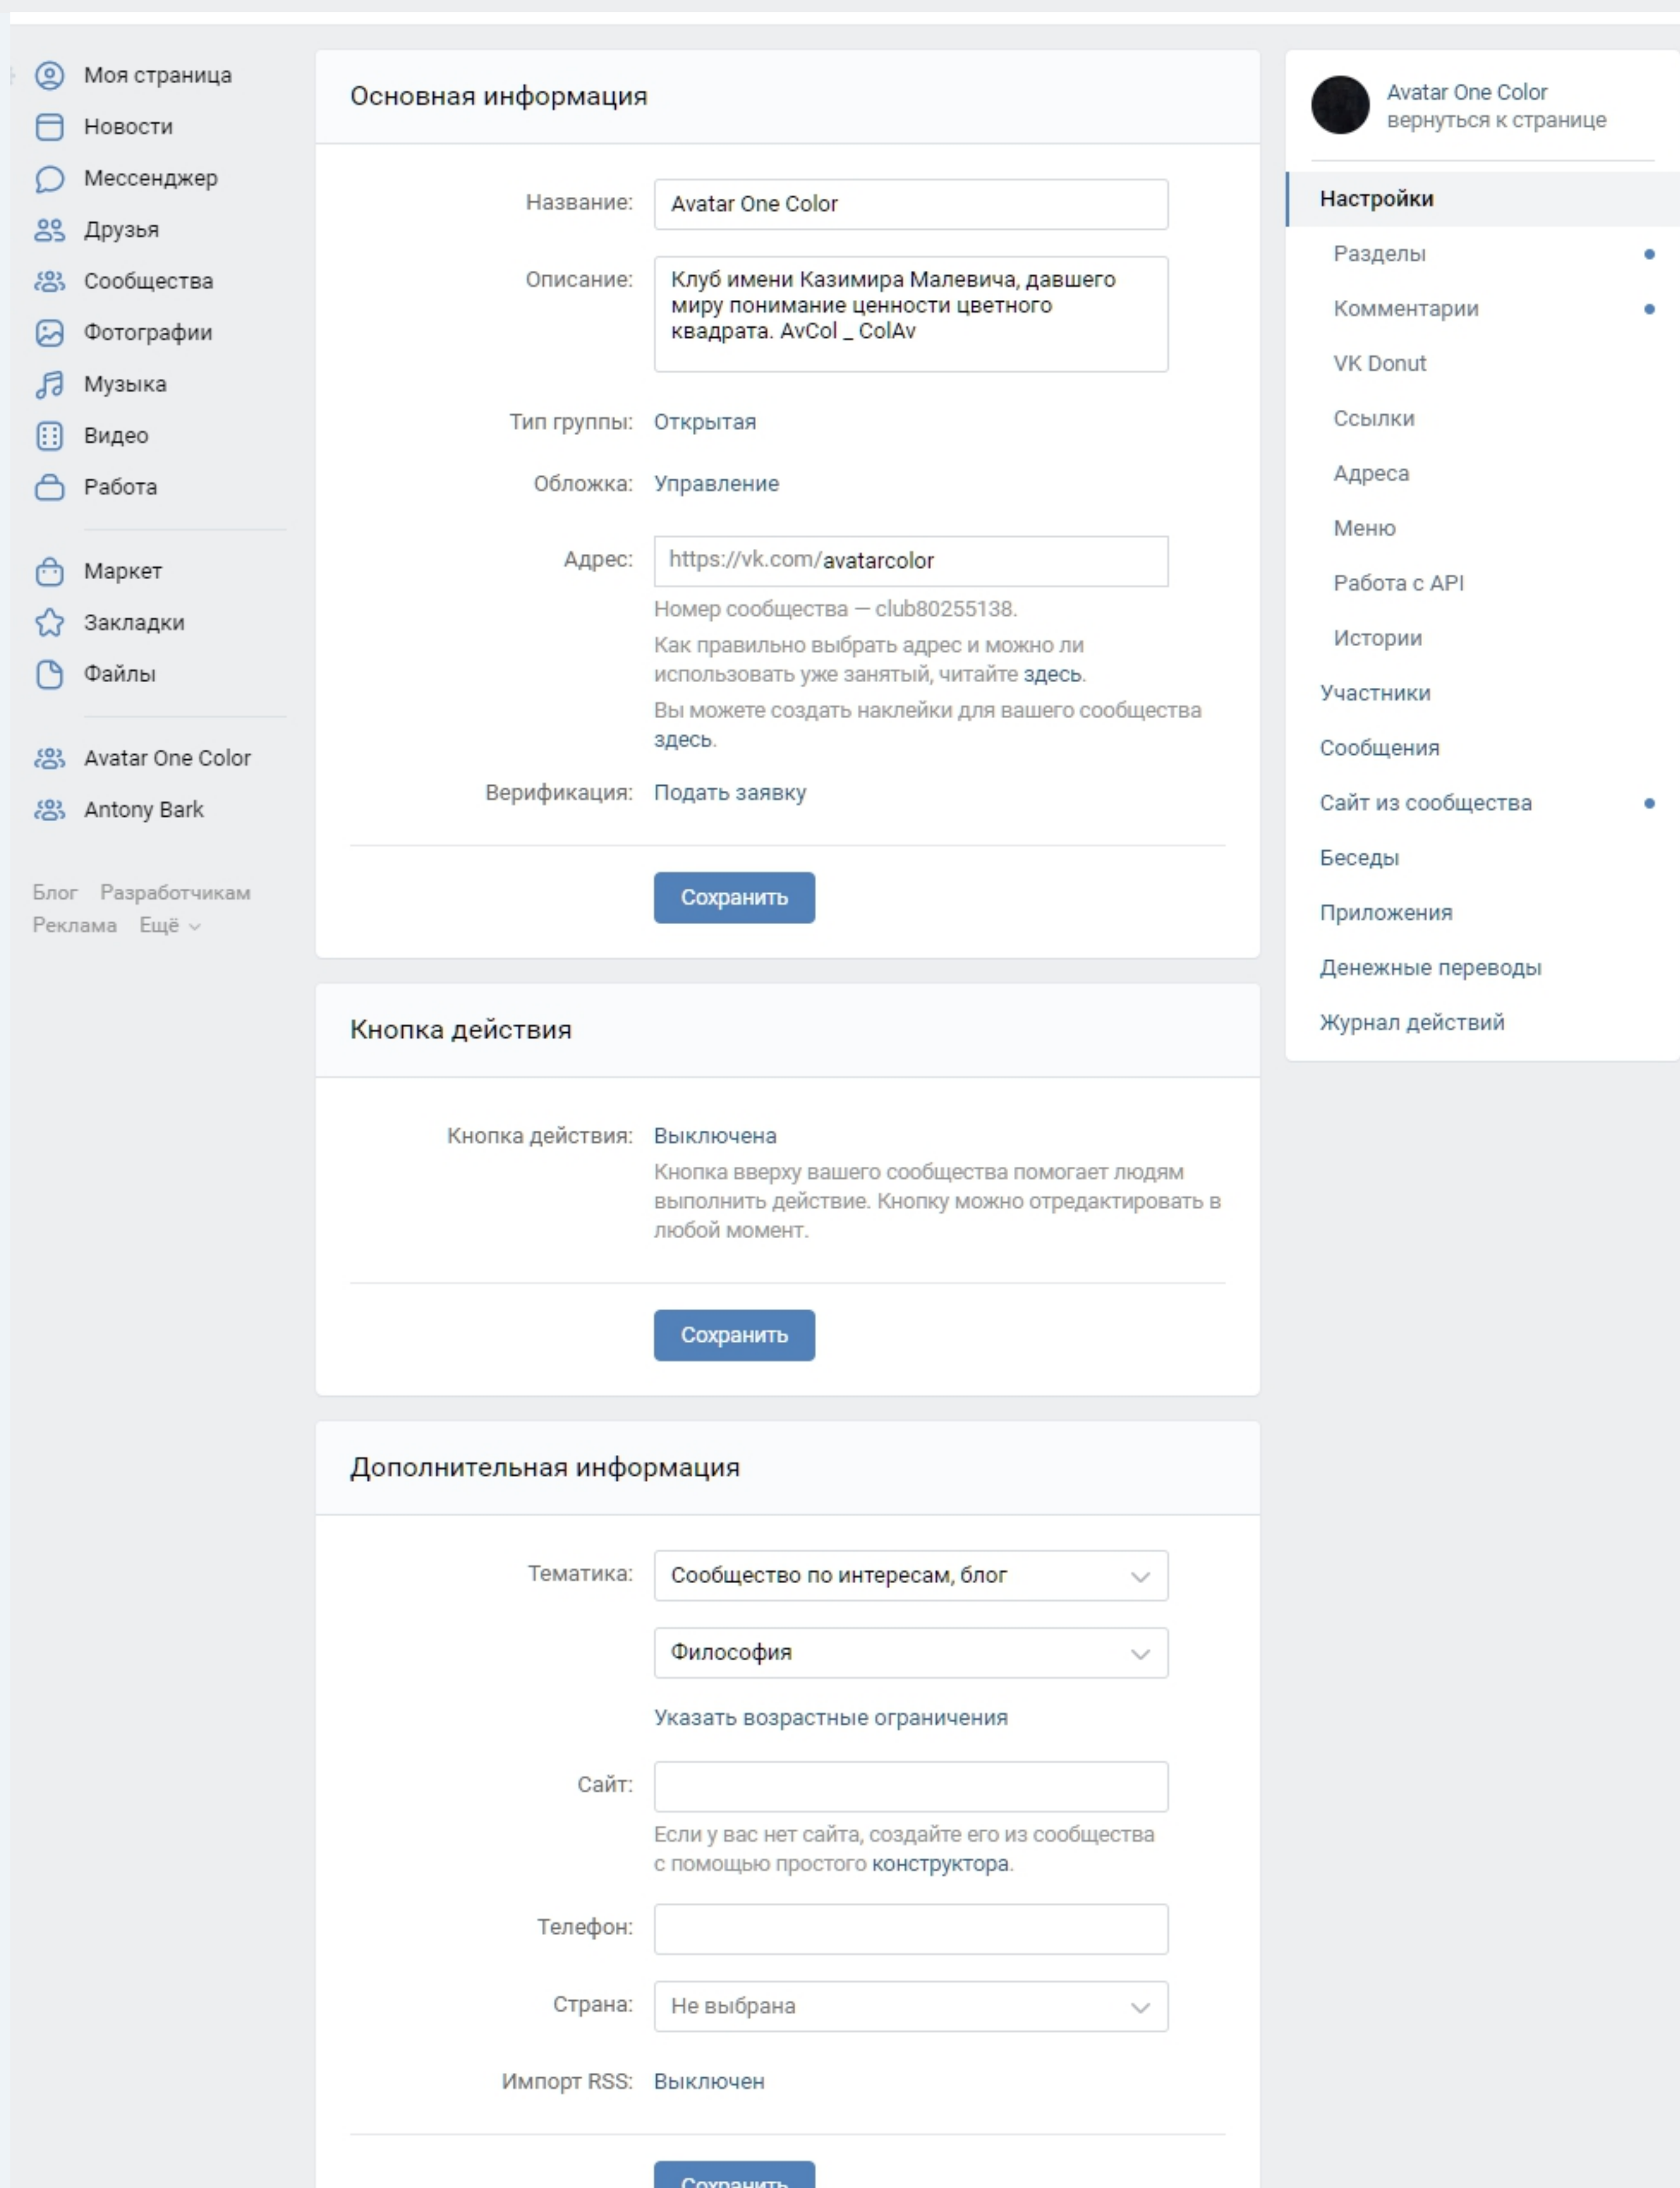 Моя страница
Новости
Мессенджер
Друзья
Сообщества
Фотографии
Музыка
Видео
Работа
Маркет
Закладки
Файлы
Avatar One Color
Antony Bark
Блог Разработчикам
Реклама Ещё
Основная информация
Название: Avatar One Color
Описание: Клуб имени Казимира Малевича, давшего
миру понимание ценности цветного
квадрата. AvCol _ ColAv
Тип группы: Открытая
Обложка: Управление
Адрес: https://vk.com/avatarcolor
Номер сообщества — club80255138.
Как правильно выбрать адрес и можно ли
использовать уже занятый, читайте здесь.
Вы можете создать наклейки для вашего сообщества
здесь.
Верификация: Подать заявку
Сохранить
Кнопка действия
Кнопка действия: Выключена
Кнопка вверху вашего сообщества помогает людям
выполнить действие. Кнопку можно отредактировать в
любой момент.
Сохранить
Дополнительная информация
Тематика: Сообщество по интересам, блог
Философия
Указать возрастные ограничения
Сайт:
Если у вас нет сайта, создайте его из сообщества
с помощью простого конструктора.
Телефон:
Страна: Не выбрана
Импорт RSS: Выключен
Сохранить
Avatar One Color
вернуться к странице
Настройки
Разделы
Комментарии
VK Donut
Ссылки
Адреса
Меню
Работа с API
Истории
Участники
Сообщения
Сайт из сообщества
Беседы
Приложения
Денежные переводы
Журнал действий